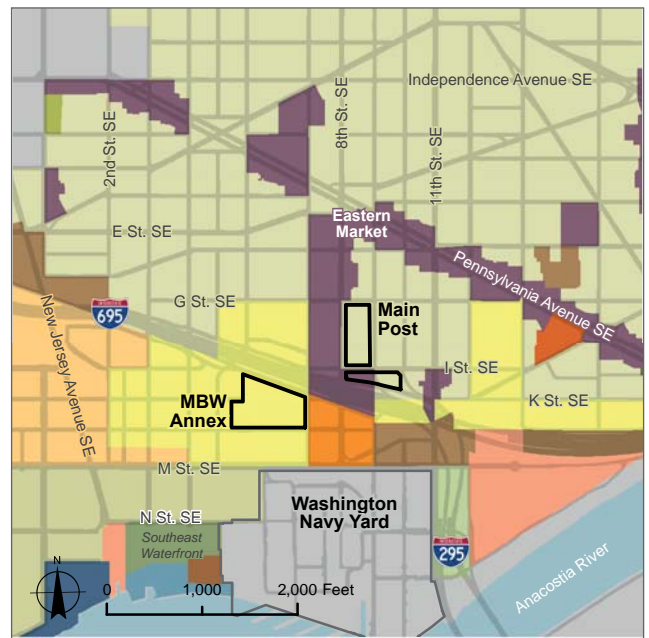 Independence Avenue SE
2nd St. SE
8th St. SE
11th St. SE
Eastern
Market
E St. SE
Pennsylvania Avenue SE
INTERSTATE
695
G St. SE
Main
Post
New Jersey Avenue SE
I St. SE
MBW
Annex
K St. SE
M St. SE
Washington
Navy Yard
N St. SE
Southeast
Waterfront
INTERSTATE
295
Anacostia River
N
0 1,000 2,000 Feet